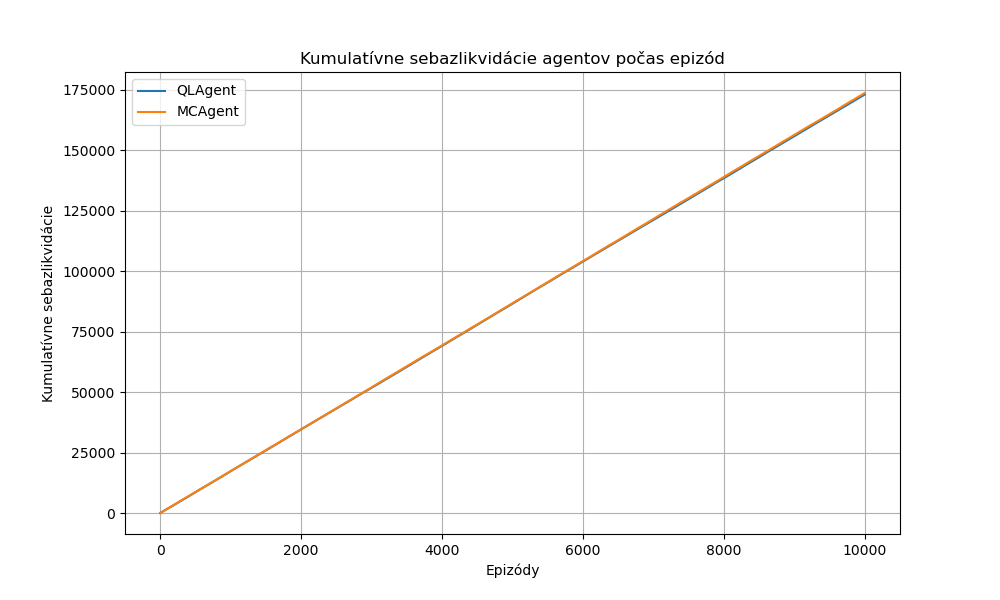 Kumulatívne sebazlikvidácie agentov počas epizód
QLAgent
MCAgent
Kumulatívne sebazlikvidácie
175000
150000
125000
100000
75000
50000
25000
0
0 2000 4000 6000 8000 10000
Epizódy